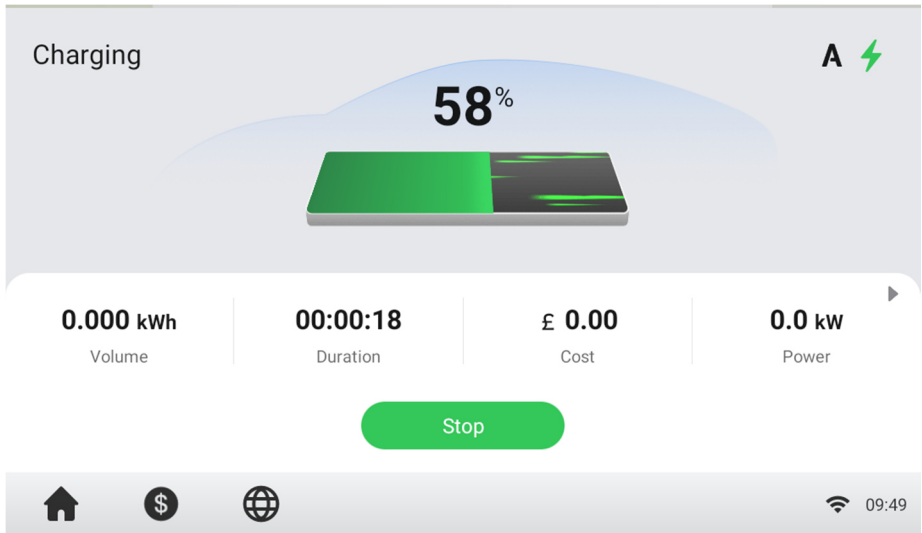 Charging
A
58%
0.000 kWh
Volume
00:00:18
Duration
£ 0.00
Cost
0.0 kW
Power
Stop
$
09:49